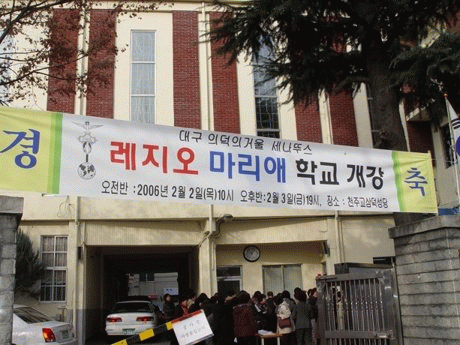 경
대구 의덕의거울 세나뚜스
레지오 마리애 학교 개강
오전반 : 2006년 2월 2일(목)10시 오후반 : 2월 3일(금)19시, 장소 : 천주교삼덕성당
축